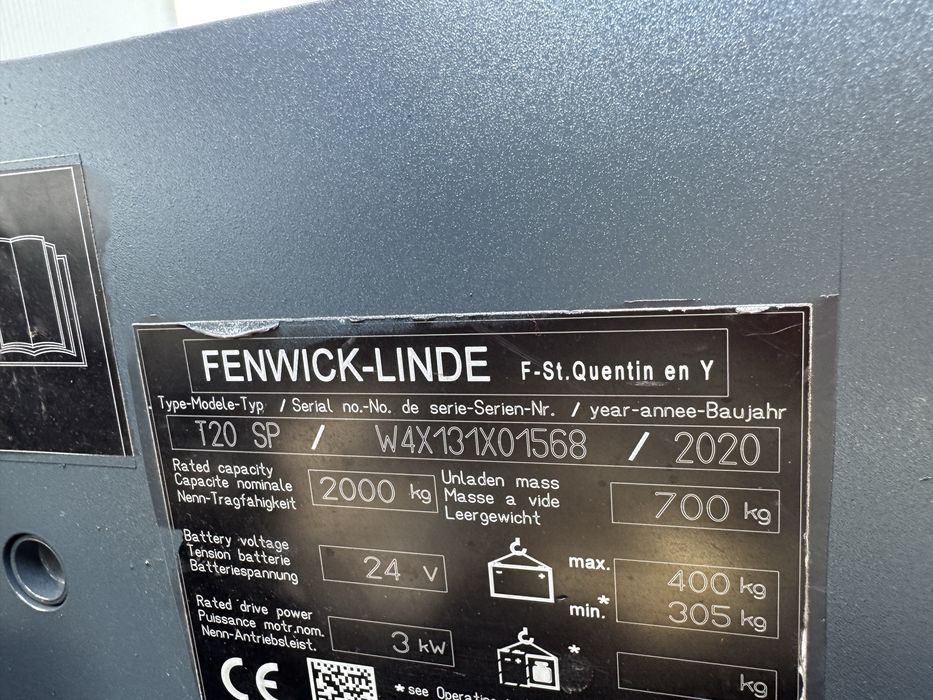 FENWICK-LINDE F-St.Quentin en Y
Type-Modele-Typ / Serial no.-No. de serie-Serien-Nr. / year-annee-Baujahr
T20 SP / W4X131X01568 / 2020
Rated capacity
Capacite nominale
Nenn-Tragfähigkeit
2000 kg
Unladen mass
Masse a vide
Leergewicht
700 kg
Battery voltage
Tension batterie
Batteriespannung
24 V
max. 400 kg
min.* 305 kg
Rated drive power
Puissance motr.nom.
Nenn-Antriebsleist.
3 kW
* kg
CE
*see Operatin